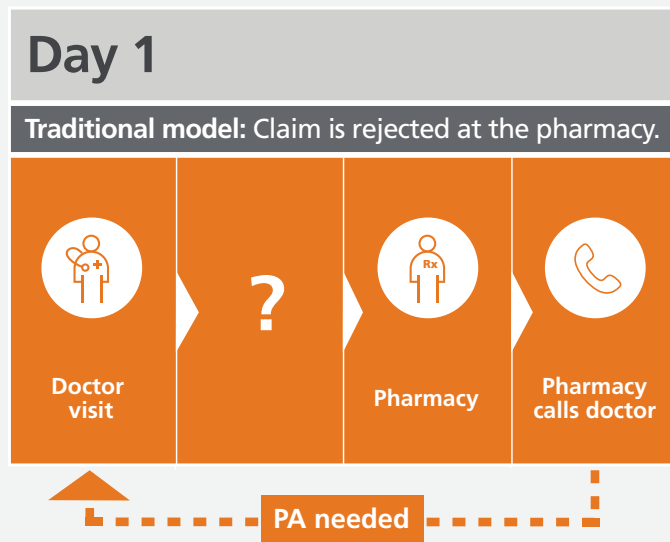 Day 1
Traditional model: Claim is rejected at the pharmacy.
Doctor
visit
?
Rx
Pharmacy
Pharmacy
calls doctor
PA needed